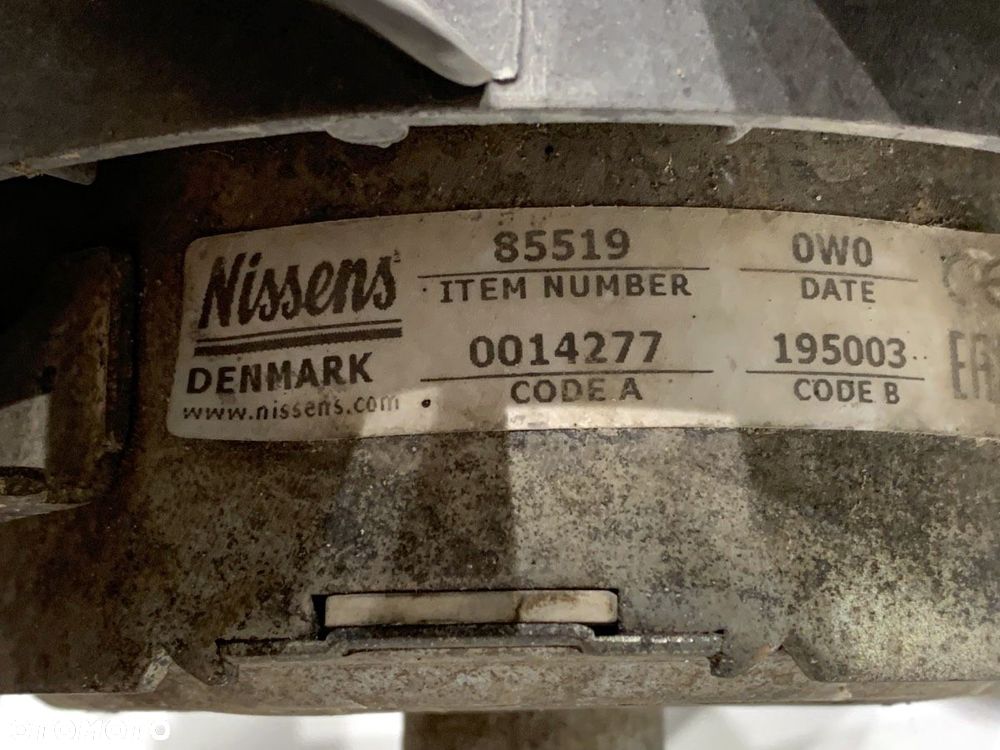 Nissens
DENMARK
www.nissens.com
85519
ITEM NUMBER
0014277
CODE A
0W0
DATE
195003
CODE B